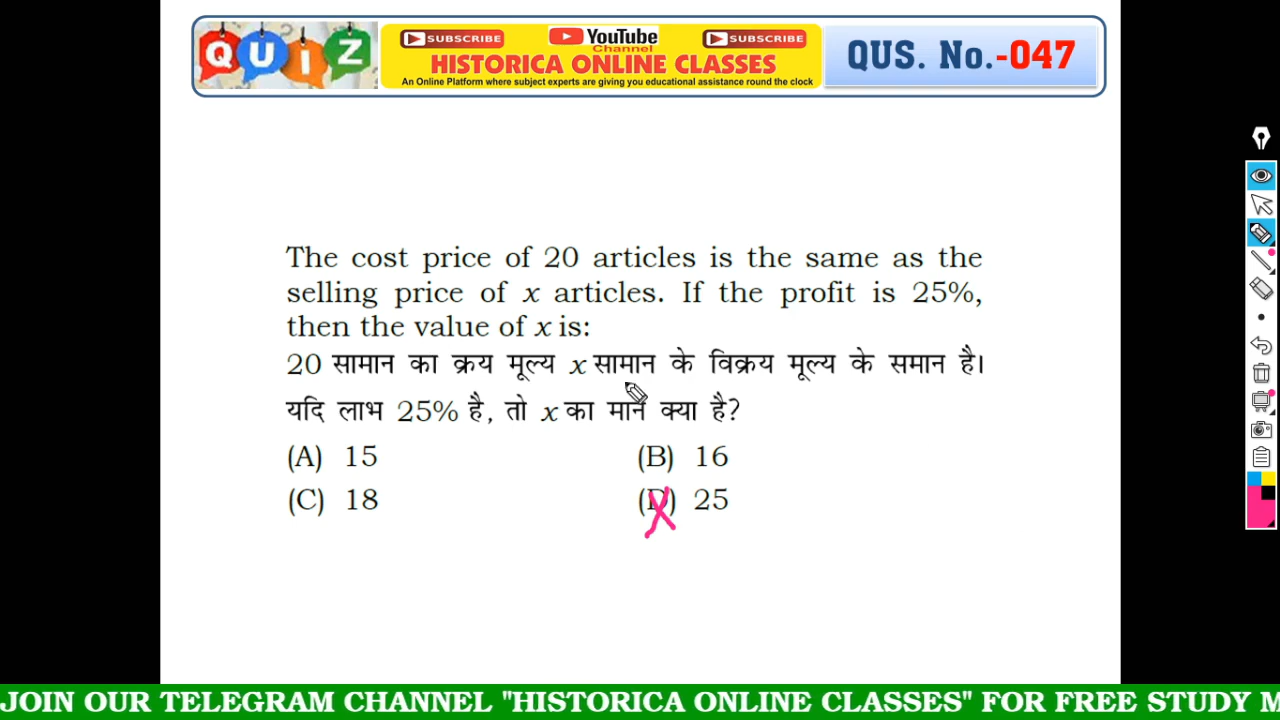 QUIZ
SUBSCRIBE YouTube SUBSCRIBE
Channel
HISTORICA ONLINE CLASSES
An Online Platform where subject experts are giving you educational assistance round the clock
QUS. No.-047
The cost price of 20 articles is the same as the
selling price of x articles. If the profit is 25%,
then the value of x is:
20 सामान का क्रय मूल्य x सामान के विक्रय मूल्य के समान है।
यदि लाभ 25% है, तो x का मान क्या है?
(A) 15 (B) 16
(C) 18 (D) 25
JOIN OUR TELEGRAM CHANNEL "HISTORICA ONLINE CLASSES" FOR FREE STUDY M